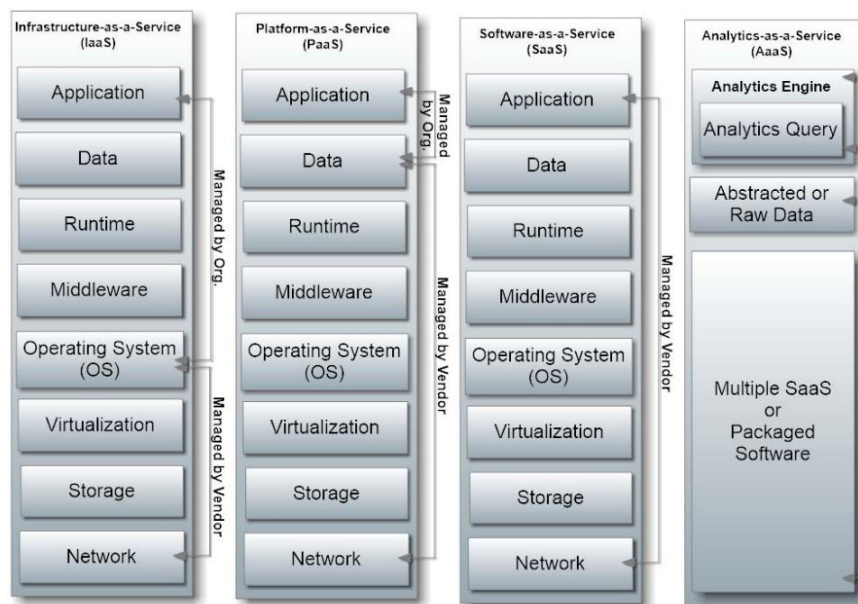 Infrastructure-as-a-Service
(IaaS)
Application
Data
Runtime
Middleware
Operating System
(OS)
Virtualization
Storage
Network
Managed by Org.
Managed by Vendor
Platform-as-a-Service
(PaaS)
Application
Data
Runtime
Middleware
Operating System
(OS)
Virtualization
Storage
Network
Managed
by Org.
Managed by Vendor
Software-as-a-Service
(SaaS)
Application
Data
Runtime
Middleware
Operating System
(OS)
Virtualization
Storage
Network
Managed by Vendor
Analytics-as-a-Service
(AaaS)
Analytics Engine
Analytics Query
Abstracted or
Raw Data
Multiple SaaS
or
Packaged
Software